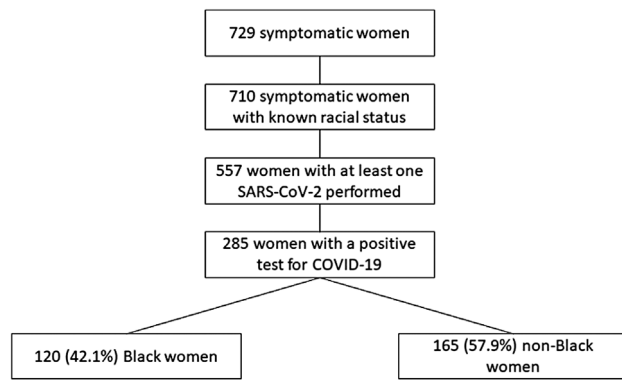 729 symptomatic women
710 symptomatic women
with known racial status
557 women with at least one
SARS-CoV-2 performed
285 women with a positive
test for COVID-19
120 (42.1%) Black women
165 (57.9%) non-Black
women